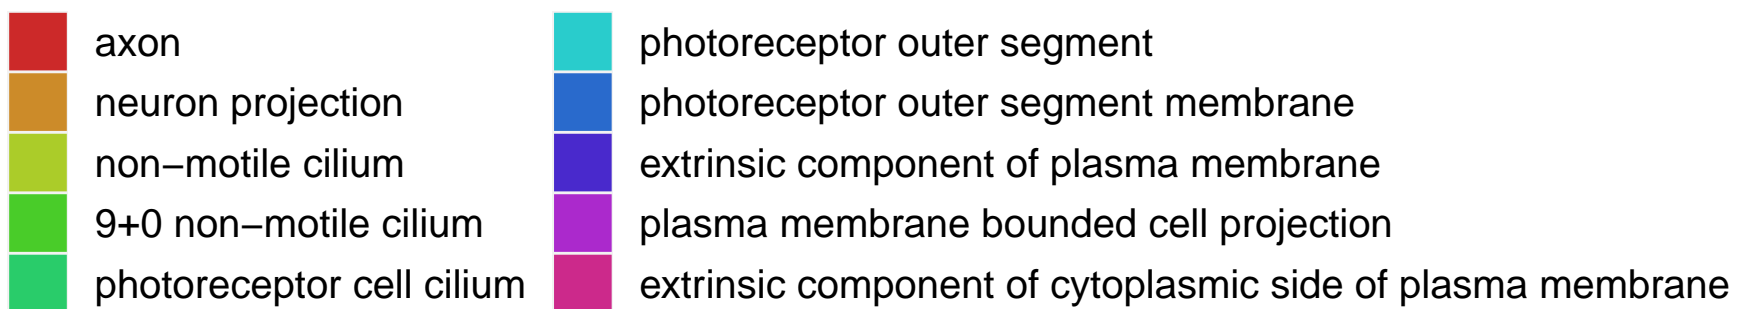 axon
neuron projection
non−motile cilium
9+0 non−motile cilium
photoreceptor cell cilium
photoreceptor outer segment
photoreceptor outer segment membrane
extrinsic component of plasma membrane
plasma membrane bounded cell projection
extrinsic component of cytoplasmic side of plasma membrane